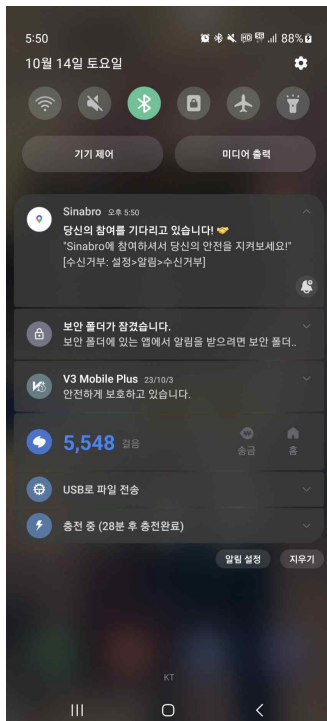 5:50
88%
10월 14일 토요일
기기 제어
미디어 출력
Sinabro 오후 5:50
당신의 참여를 기다리고 있습니다! 🤝
"Sinabro에 참여하셔서 당신의 안전을 지켜보세요!"
[수신거부: 설정>알림>수신거부]
보안 폴더가 잠겼습니다.
보안 폴더에 있는 앱에서 알림을 받으려면 보안 폴더..
V3 Mobile Plus 23/10/3
안전하게 보호하고 있습니다.
5,548 걸음
송금
홈
USB로 파일 전송
충전 중 (28분 후 충전완료)
알림 설정
지우기
KT